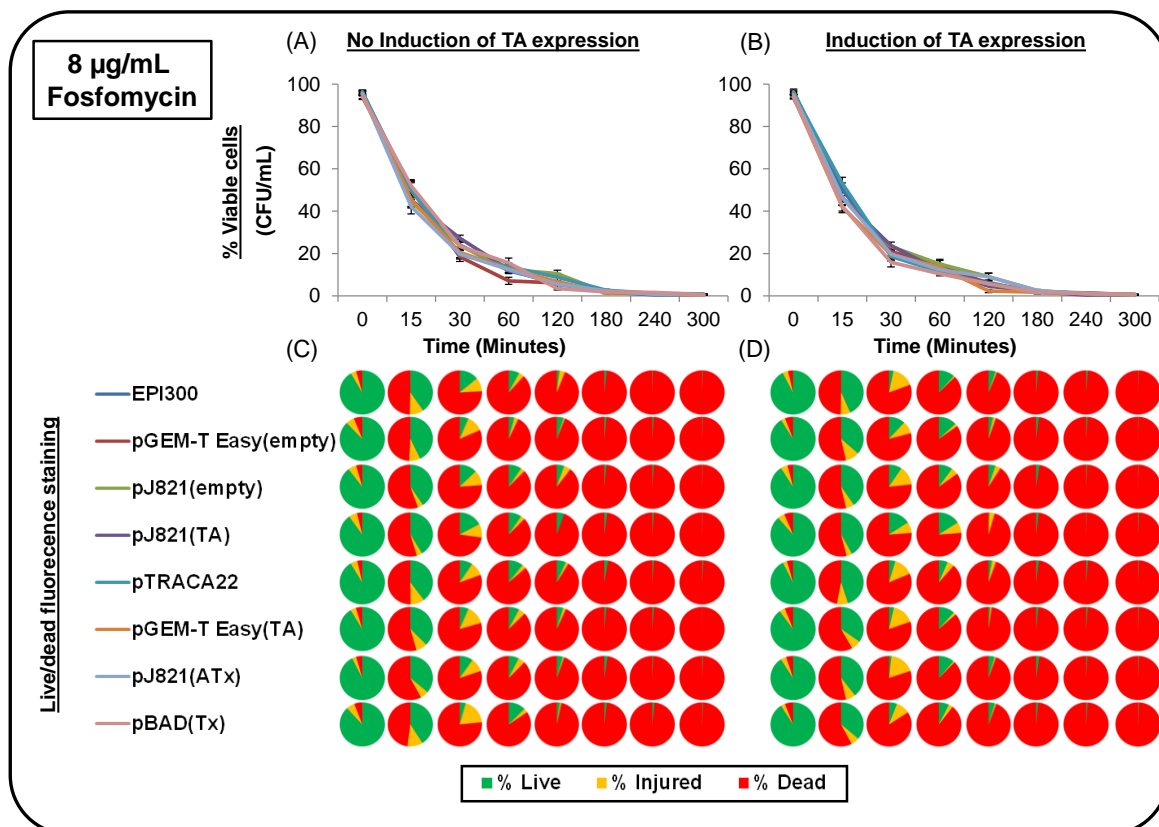 8 µg/mL
Fosfomycin
(A)
No Induction of TA expression
(B)
Induction of TA expression
% Viable cells
(CFU/mL)
100
80
60
40
20
0
0 15 30 60 120 180 240 300
100
80
60
40
20
0
0 15 30 60 120 180 240 300
Time (Minutes)
(C)
(D)
Live/dead fluorecence staining
EPI300
pGEM-T Easy(empty)
pJ821(empty)
pJ821(TA)
pTRACA22
pGEM-T Easy(TA)
pJ821(ATx)
pBAD(Tx)
% Live % Injured % Dead